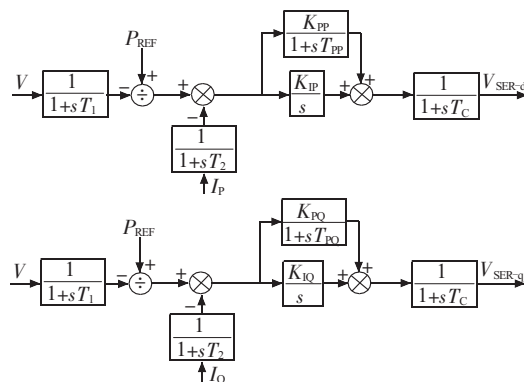 P_REF
K_PP
1+sT_PP
V
1
1+sT_1
− + ÷ + −
K_IP
s
+ +
1
1+sT_C
V_SER-d
1
1+sT_2
I_P
P_REF
K_PQ
1+sT_PQ
V
1
1+sT_1
− + ÷ + −
K_IQ
s
+ +
1
1+sT_C
V_SER-q
1
1+sT_2
I_Q